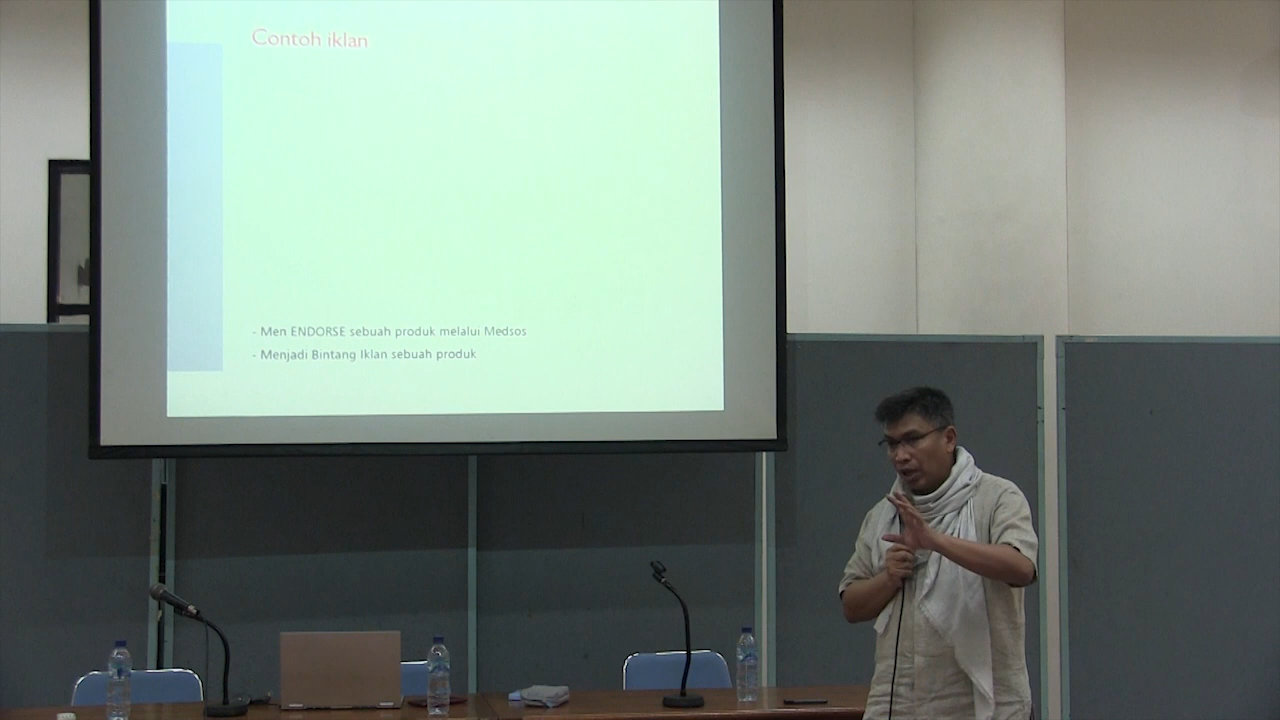 Contoh iklan
- Men ENDORSE sebuah produk melalui Medsos
- Menjadi Bintang Iklan sebuah produk